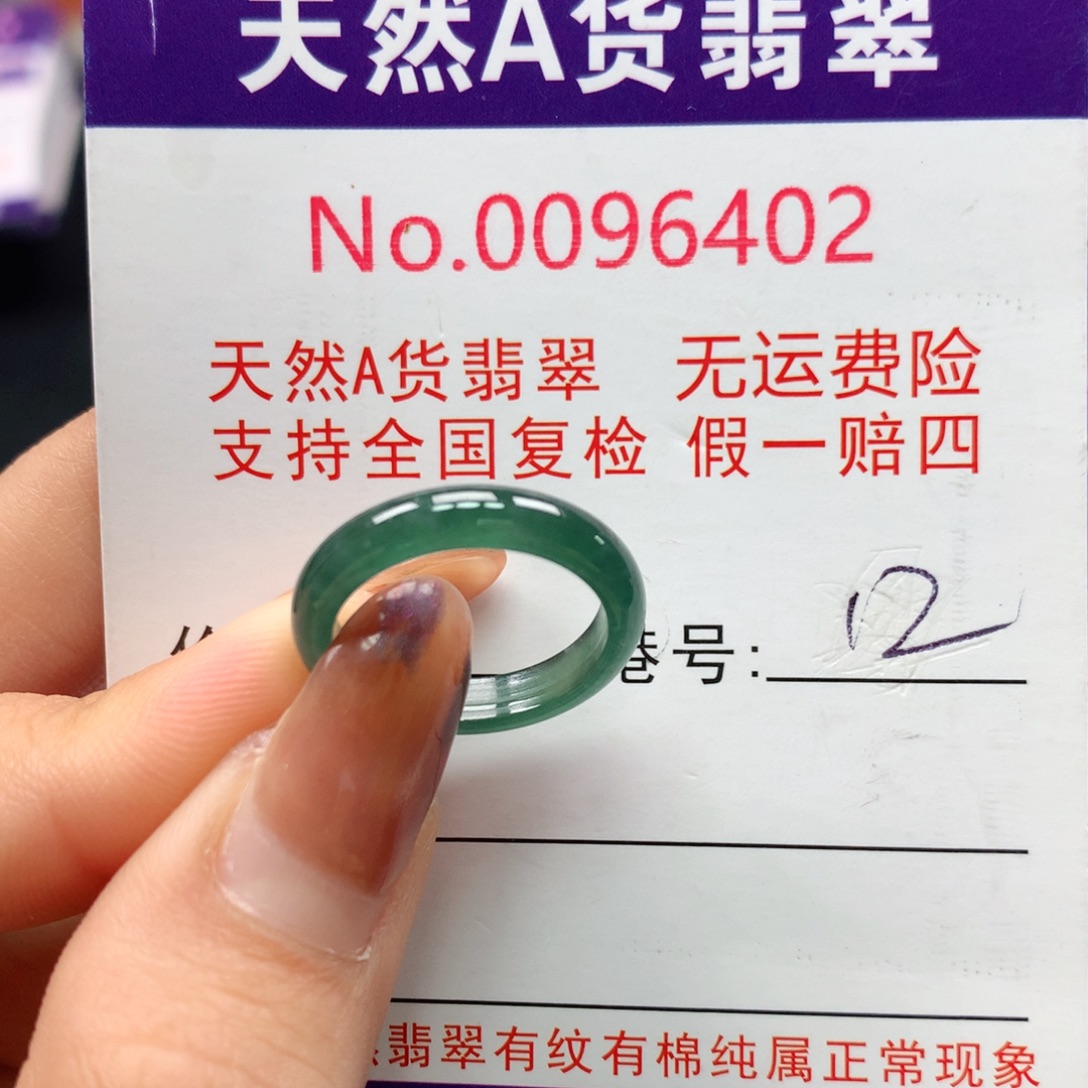 天然A货翡翠
No.0096402
天然A货翡翠 无运费险
支持全国复检 假一赔四
港号: 12
翡翠有纹有棉纯属正常现象